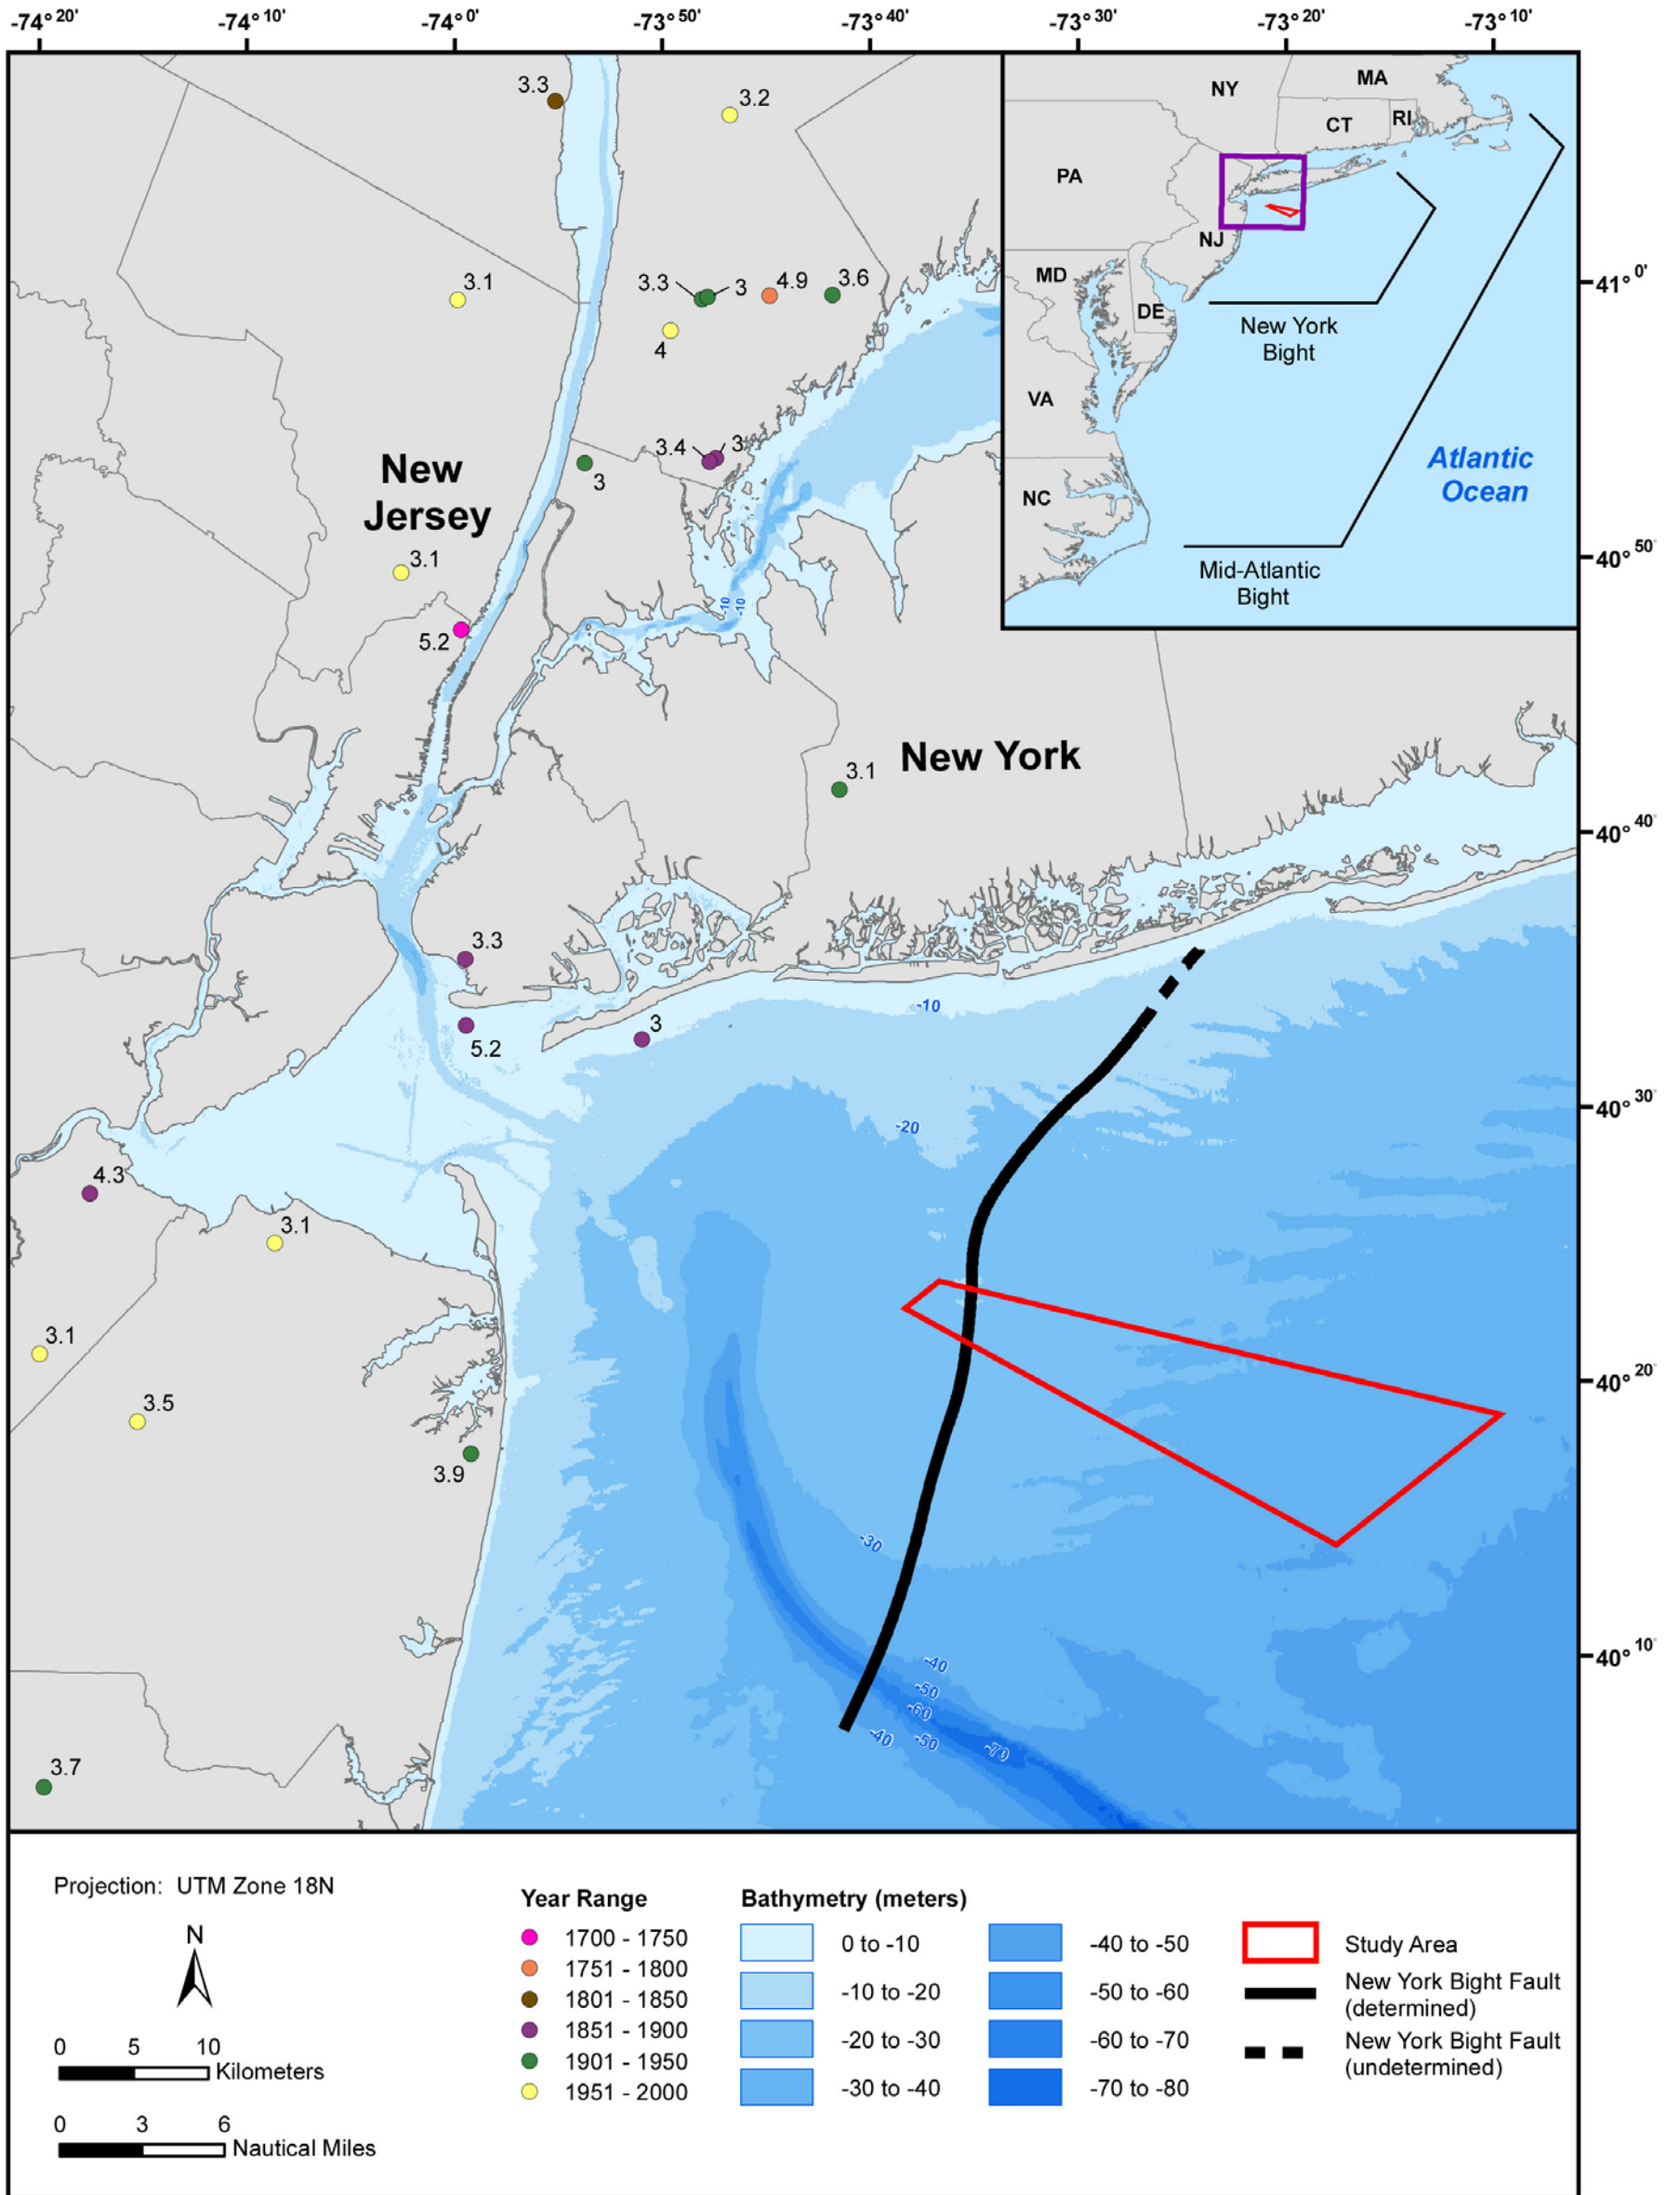 -74° 20'
-74° 10'
-74° 0'
-73° 50'
-73° 40'
-73° 30'
-73° 20'
-73° 10'
3.3
3.2
NY
MA
CT
RI
PA
NJ
MD
DE
VA
NC
New York
Bight
Mid-Atlantic
Bight
Atlantic
Ocean
41° 0'
40° 50'
40° 40'
40° 30'
40° 20'
40° 10'
3.1
3.3
3
4.9
3.6
4
3.4
3
3
New
Jersey
3.1
5.2
-10
-10
New York
3.1
3.3
5.2
3
-10
-20
4.3
3.1
3.1
3.5
3.9
-30
-40
-50
-60
-40
-50
-70
3.7
Projection: UTM Zone 18N
N
0 5 10
Kilometers
0 3 6
Nautical Miles
Year Range
1700 - 1750
1751 - 1800
1801 - 1850
1851 - 1900
1901 - 1950
1951 - 2000
Bathymetry (meters)
0 to -10
-10 to -20
-20 to -30
-30 to -40
-40 to -50
-50 to -60
-60 to -70
-70 to -80
Study Area
New York Bight Fault
(determined)
New York Bight Fault
(undetermined)